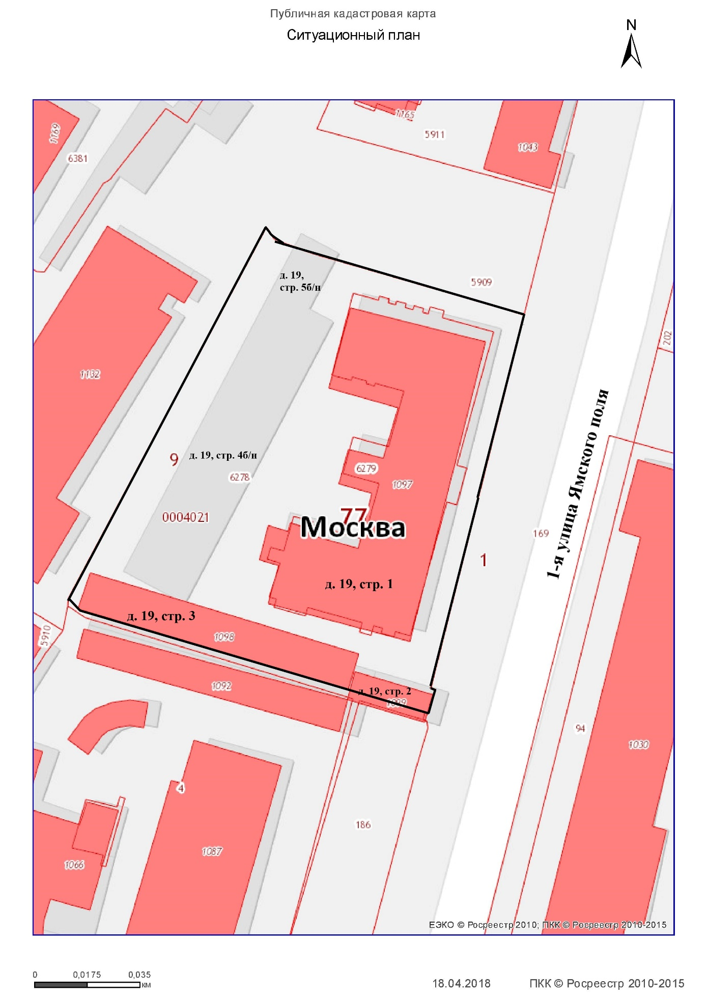 Публичная кадастровая карта
Ситуационный план
N
1165
5911
1169
6381
1043
д. 19,
стр. 5б/н
5909
202
1132
9
д. 19, стр. 4б/н
6278
6279
1097
77
0004021
Москва
169
1-я улица Ямского поля
1
д. 19, стр. 1
д. 19, стр. 3
5910
1098
1092
д. 19, стр. 2
1099
94
1030
4
186
1087
1066
ЕЭКО © Росреестр 2010; ПКК © Росреестр 2010-2015
0 0,0175 0,035
км
18.04.2018 ПКК © Росреестр 2010-2015